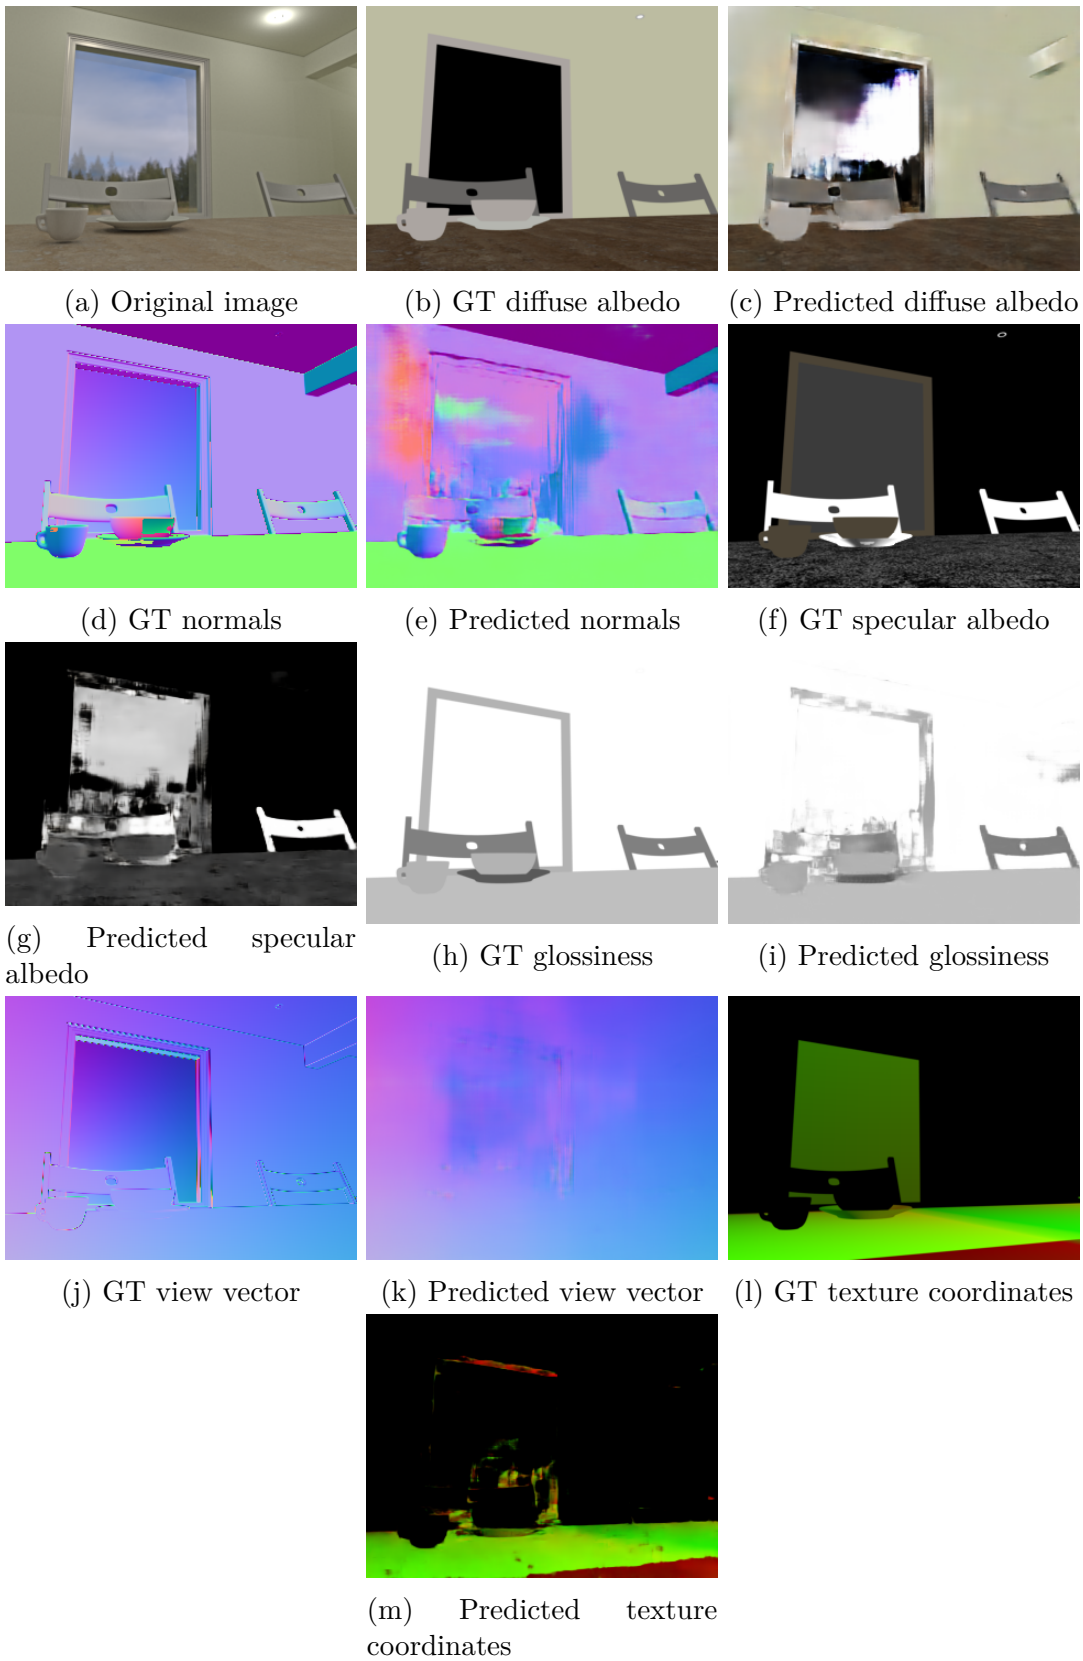 (a) Original image
(b) GT diffuse albedo
(c) Predicted diffuse albedo
(d) GT normals
(e) Predicted normals
(f) GT specular albedo
(g) Predicted specular
albedo
(h) GT glossiness
(i) Predicted glossiness
(j) GT view vector
(k) Predicted view vector
(l) GT texture coordinates
(m) Predicted texture
coordinates